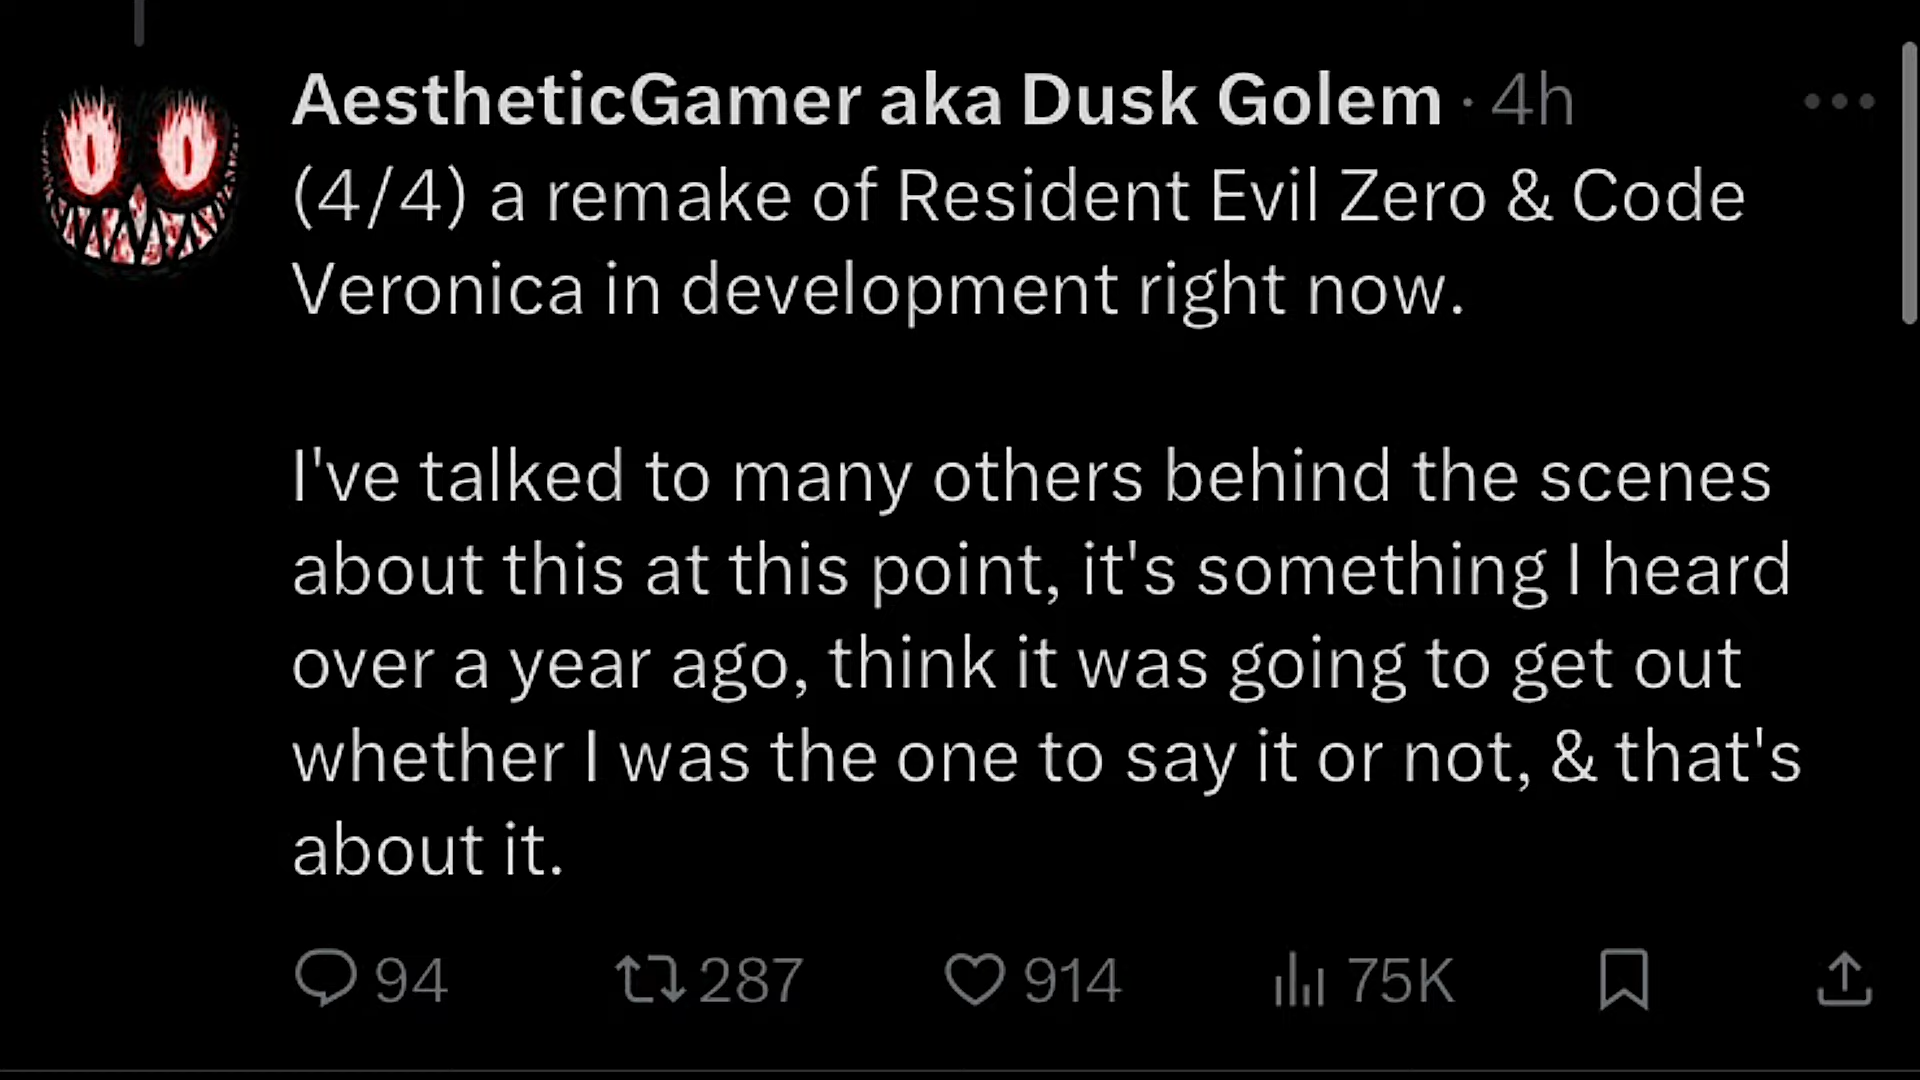 AestheticGamer aka Dusk Golem · 4h
(4/4) a remake of Resident Evil Zero & Code
Veronica in development right now.
I've talked to many others behind the scenes
about this at this point, it's something I heard
over a year ago, think it was going to get out
whether I was the one to say it or not, & that's
about it.
94 287 914 75K